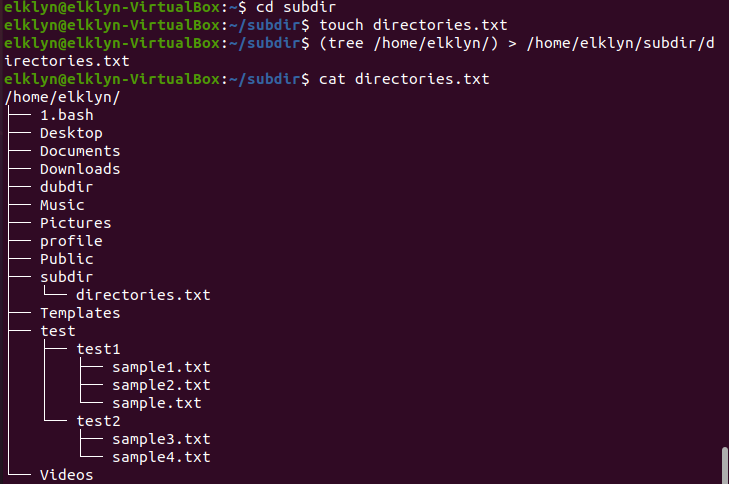 elklyn@elklyn-VirtualBox:~$ cd subdir
elklyn@elklyn-VirtualBox:~/subdir$ touch directories.txt
elklyn@elklyn-VirtualBox:~/subdir$ (tree /home/elklyn/) > /home/elklyn/subdir/d
irectories.txt
elklyn@elklyn-VirtualBox:~/subdir$ cat directories.txt
/home/elklyn/
├── 1.bash
├── Desktop
├── Documents
├── Downloads
├── dubdir
├── Music
├── Pictures
├── profile
├── Public
├── subdir
│   └── directories.txt
├── Templates
├── test
│   ├── test1
│   │   ├── sample1.txt
│   │   ├── sample2.txt
│   │   └── sample.txt
│   └── test2
│       ├── sample3.txt
│       └── sample4.txt
└── Videos